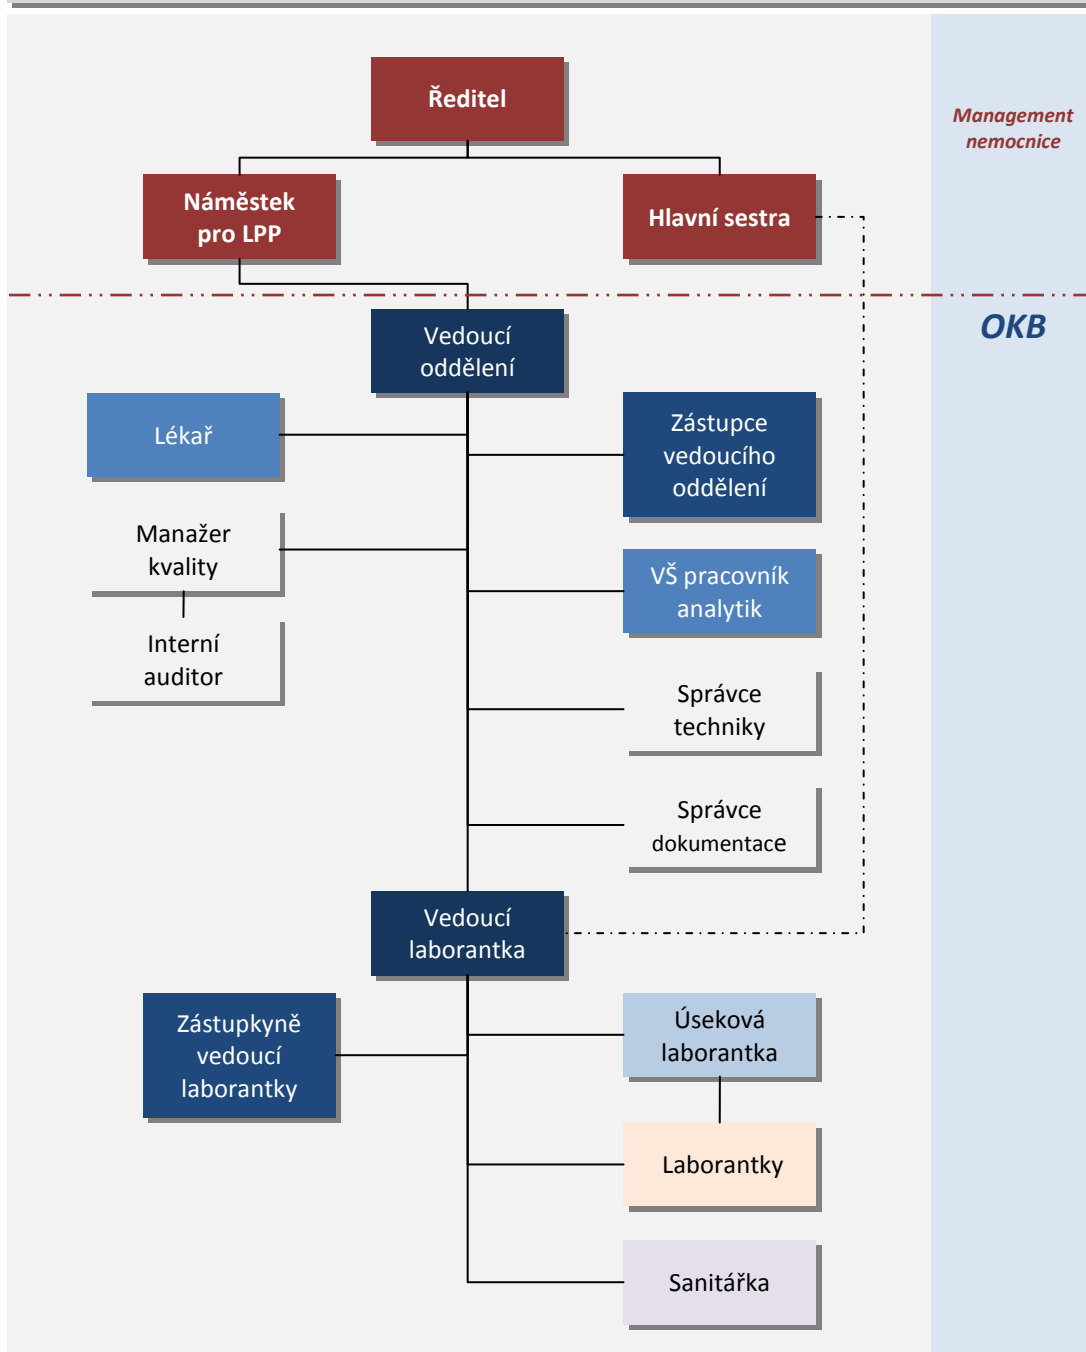 Ředitel
Management
nemocnice
Náměstek
pro LPP
Hlavní sestra
OKB
Vedoucí
oddělení
Lékař
Zástupce
vedoucího
oddělení
Manažer
kvality
VŠ pracovník
analytik
Interní
auditor
Správce
techniky
Správce
dokumentace
Vedoucí
laborantka
Zástupkyně
vedoucí
laborantky
Úseková
laborantka
Laborantky
Sanitářka